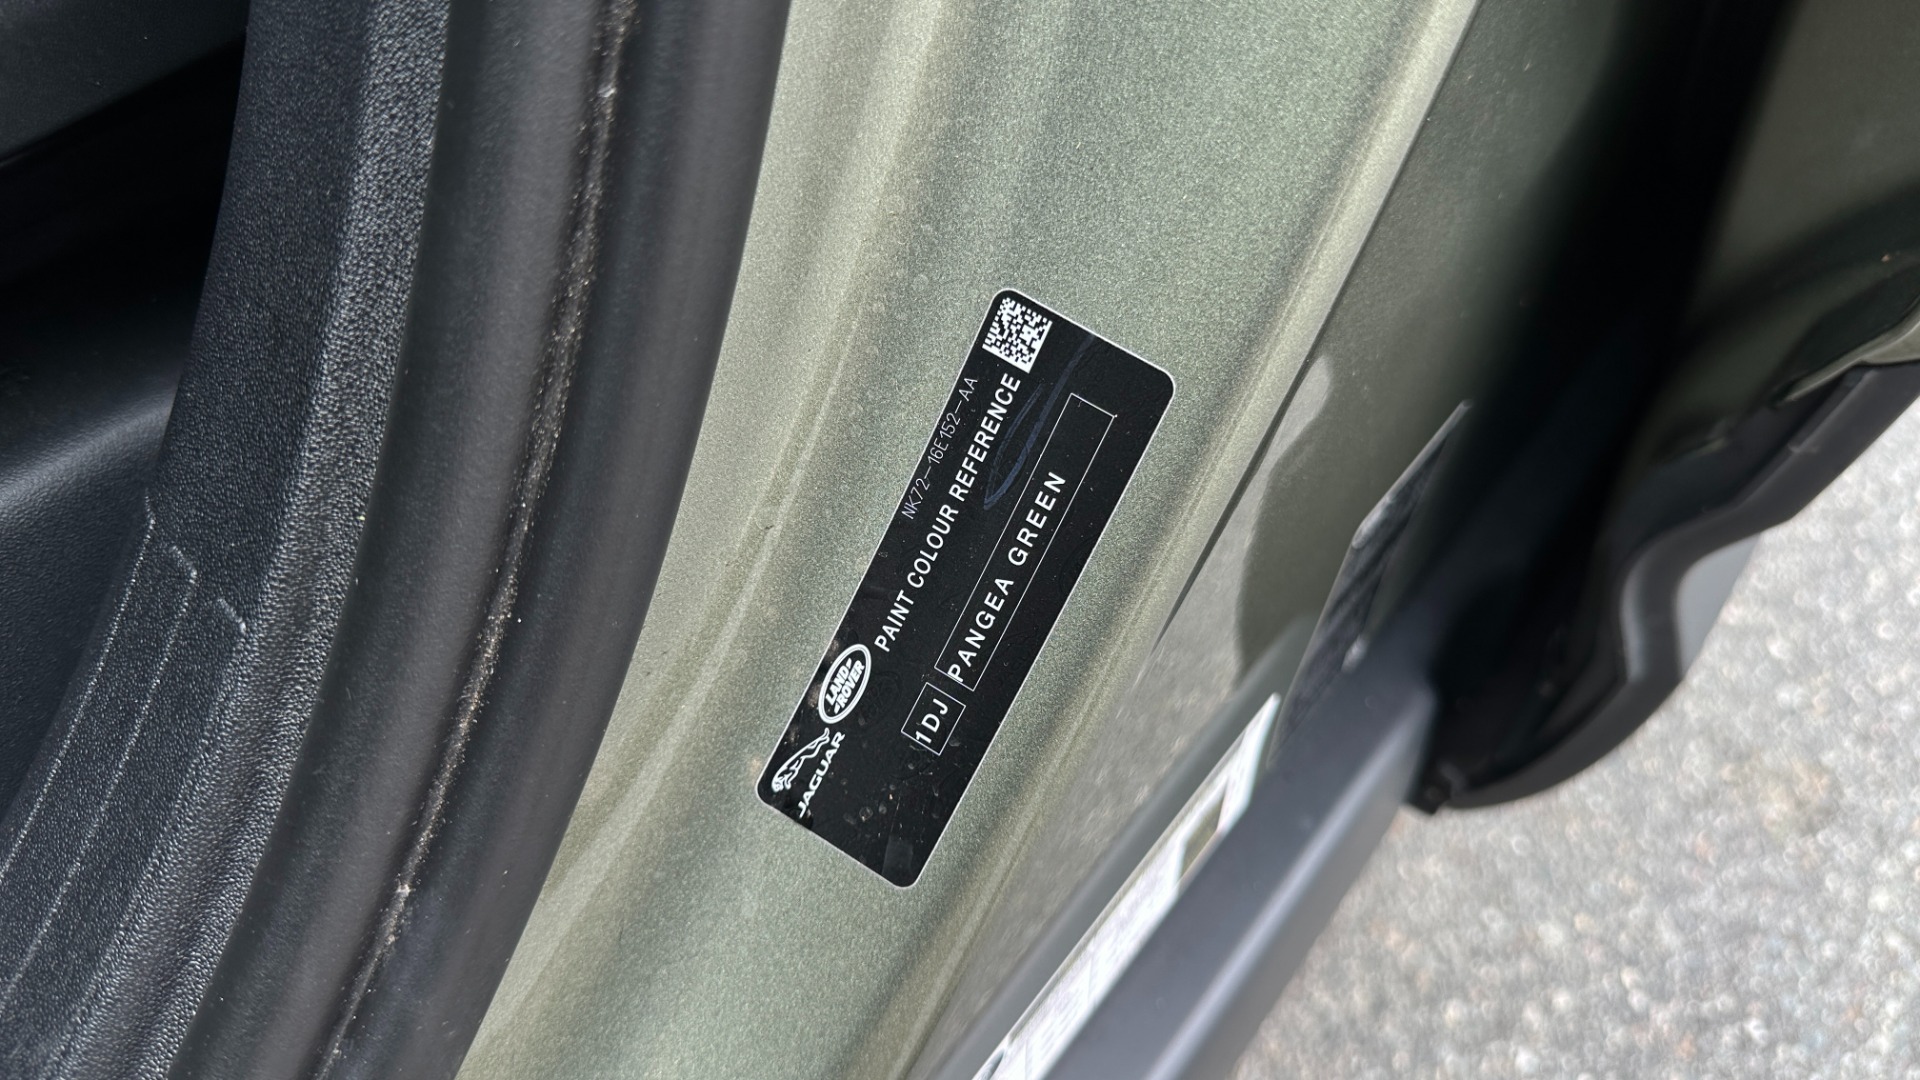 NK72-16E152-AA
JAGUAR
LAND
ROVER
PAINT COLOUR REFERENCE
1DJ
PANGEA GREEN